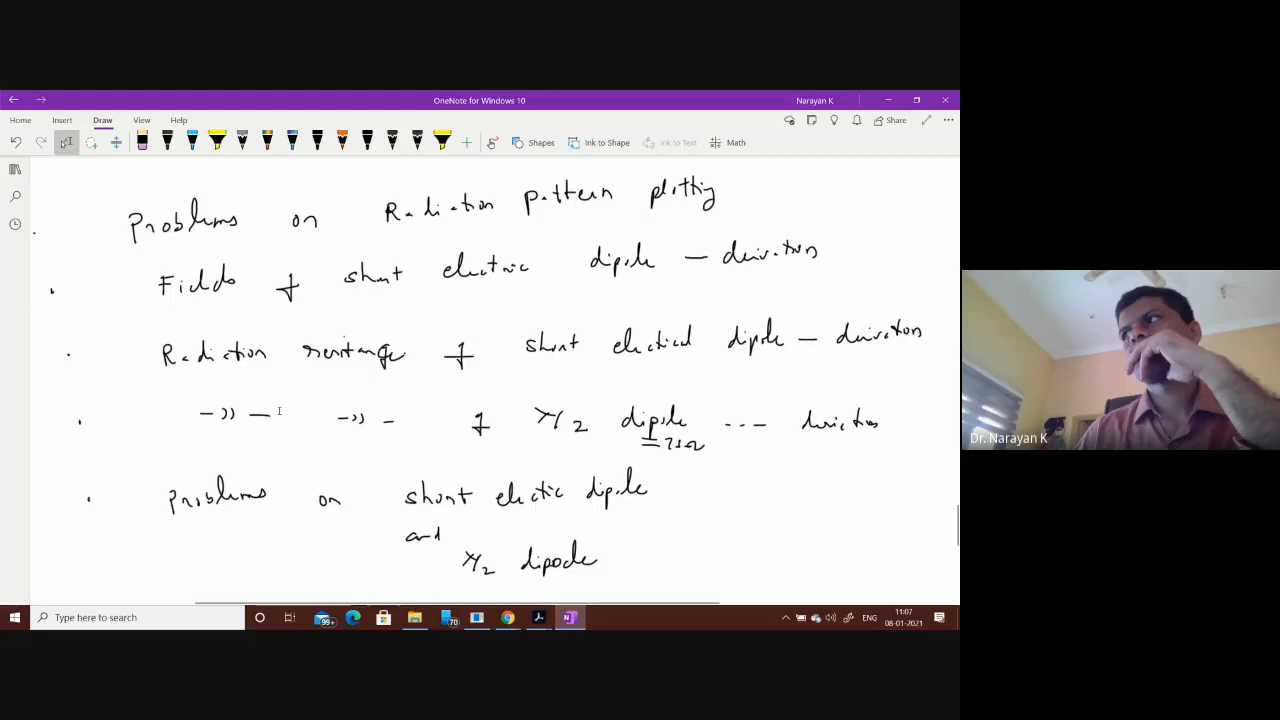 OneNote for Windows 10
Narayan K
Home Insert Draw View Help
Share
Shapes Ink to Shape Ink to Text Math
Problems on Radiation pattern plotting
Fields of short electric dipole — derivation
Radiation resistance of short electrical dipole — derivation
—〃— —〃— of λ/2 dipole --- derivation
= 73Ω
Problems on short electric dipole
and
λ/2 dipole
Dr. Narayan K
Type here to search
99+
70
ENG
11:07
08-01-2021